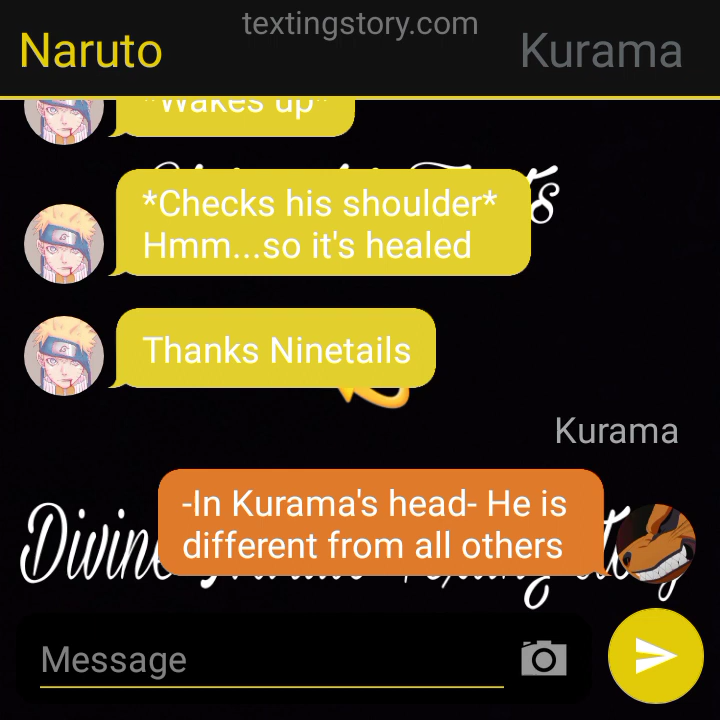 textingstory.com
Naruto
Kurama
*Wakes up*
*Checks his shoulder*
Hmm...so it's healed
Thanks Ninetails
Kurama
-In Kurama's head- He is
different from all others
Divine
Message